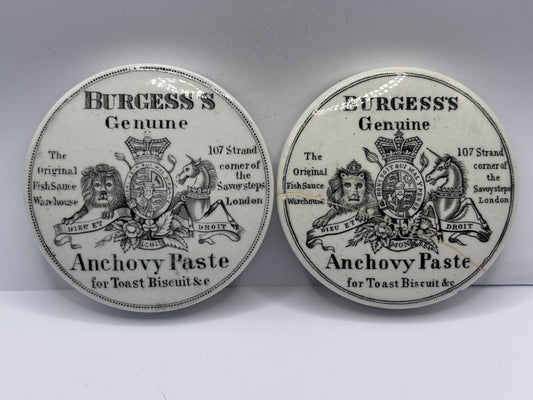 BURGESS'S
Genuine
The
Original
Fish Sauce
Warehouse
107 Strand
corner of
the
Savoy steps
London
DIEU ET
DROIT
Anchovy Paste
for Toast Biscuit &c
BURGESS'S
Genuine
The
Original
Fish Sauce
Warehouse
107 Strand
corner of
the
Savoy steps
London
DIEU ET
DROIT
Anchovy Paste
for Toast Biscuit &c